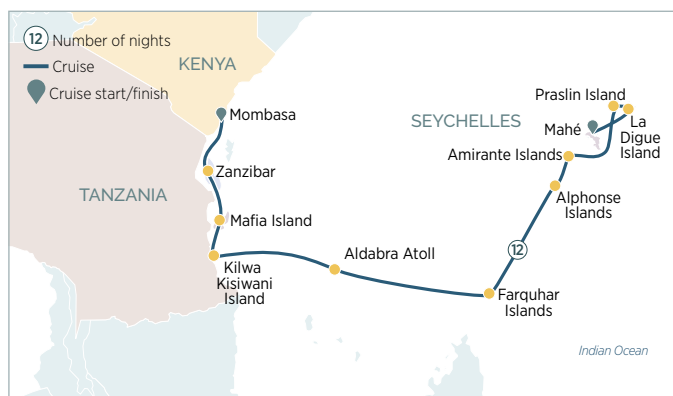 12 Number of nights
Cruise
Cruise start/finish
KENYA
Mombasa
TANZANIA
Zanzibar
Mafia Island
Kilwa
Kisiwani
Island
Aldabra Atoll
SEYCHELLES
Praslin Island
Mahé
La
Digue
Island
Amirante Islands
Alphonse
Islands
12
Farquhar
Islands
Indian Ocean